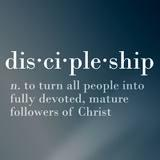 dis·ci·ple·ship
n. to turn all people into
fully devoted, mature
followers of Christ